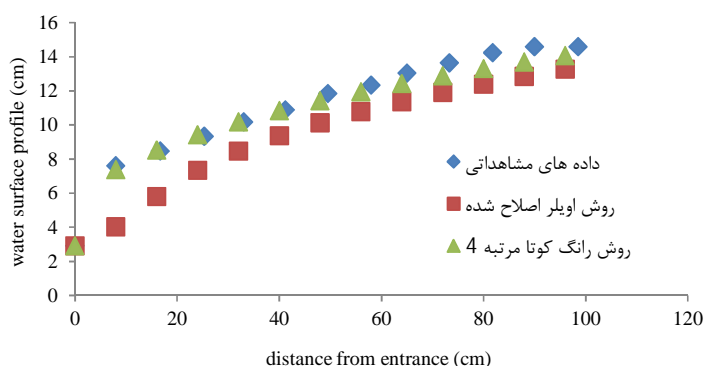 16
14
12
10
8
6
4
2
0
water surface profile (cm)
داده های مشاهداتی
روش اویلر اصلاح شده
روش رانگ کوتا مرتبه 4
0 20 40 60 80 100 120
distance from entrance (cm)